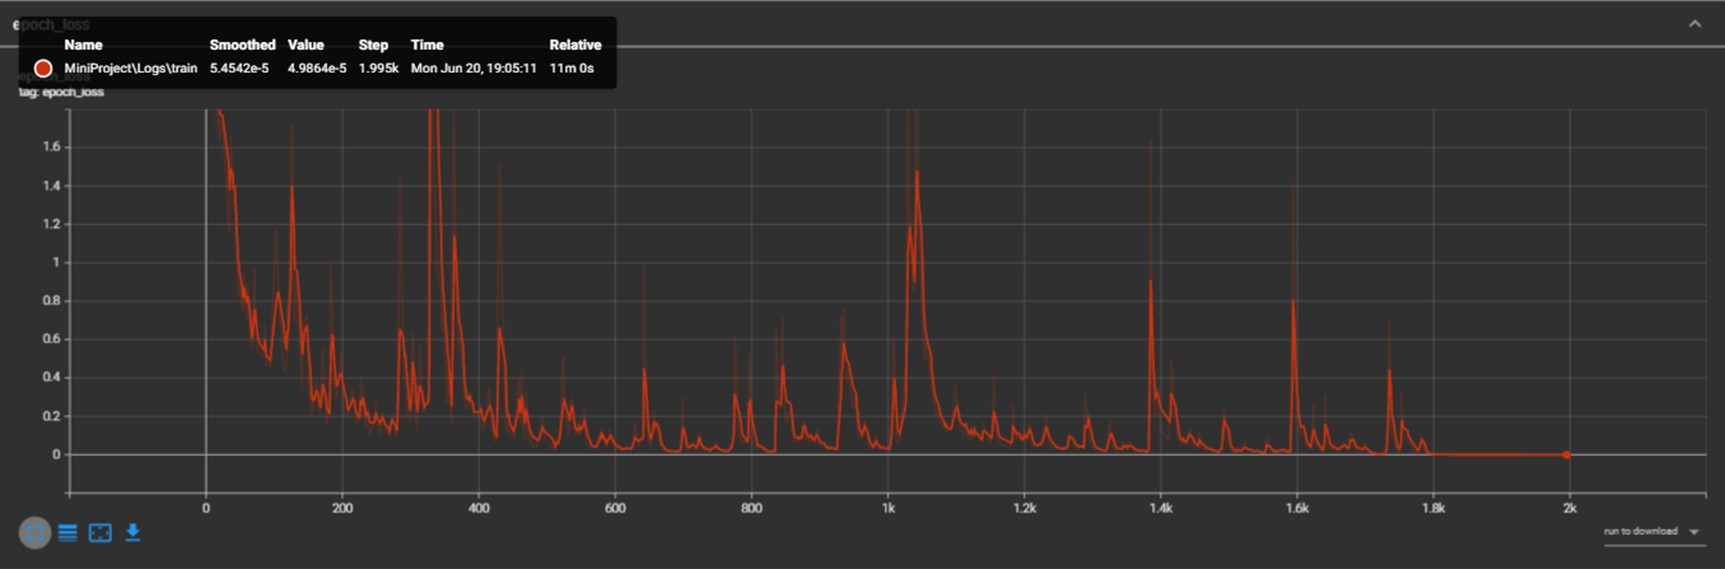 epoch_loss
Name Smoothed Value Step Time Relative
MiniProject\Logs\train 5.4542e-5 4.9864e-5 1.995k Mon Jun 20, 19:05:11 11m 0s
epoch_loss
tag: epoch_loss
1.6
1.4
1.2
1
0.8
0.6
0.4
0.2
0
0 200 400 600 800 1k 1.2k 1.4k 1.6k 1.8k 2k
run to download